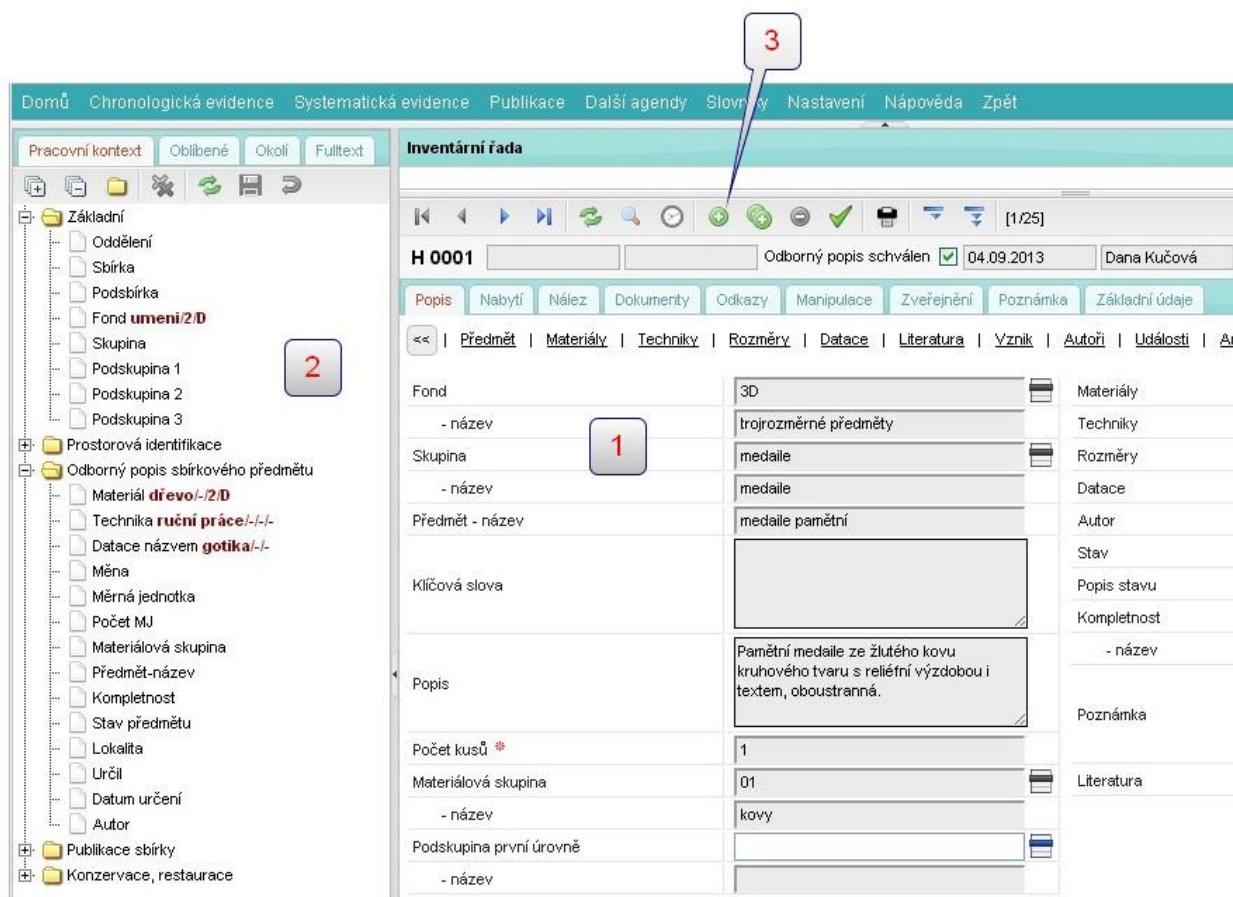 3
Domů Chronologická evidence Systematická evidence Publikace Další agendy Slovníky Nastavení Nápověda Zpět
Pracovní kontext Oblíbené Okolí Fulltext
Základní
Oddělení
Sbírka
Podsbírka
Fond umeni/2/D
Skupina
Podskupina 1
Podskupina 2
Podskupina 3
Prostorová identifikace
Odborný popis sbírkového předmětu
Materiál dřevo/-/2/D
Technika ruční práce/-/-/-
Datace názvem gotika/-/-
Měna
Měrná jednotka
Počet MJ
Materiálová skupina
Předmět-název
Kompletnost
Stav předmětu
Lokalita
Určil
Datum určení
Autor
Publikace sbírky
Konzervace, restaurace
2
Inventární řada
[1/25]
H 0001 Odborný popis schválen 04.09.2013 Dana Kučová
Popis Nabytí Nález Dokumenty Odkazy Manipulace Zveřejnění Poznámka Základní údaje
<< | Předmět | Materiály | Techniky | Rozměry | Datace | Literatura | Vznik | Autoři | Události |
1
Fond 3D
- název trojrozměrné předměty
Skupina medaile
- název medaile
Předmět - název medaile pamětní
Klíčová slova
Popis Pamětní medaile ze žlutého kovu
kruhového tvaru s reliéfní výzdobou i
textem, oboustranná.
Počet kusů * 1
Materiálová skupina 01
- název kovy
Podskupina první úrovně
- název
Materiály
Techniky
Rozměry
Datace
Autor
Stav
Popis stavu
Kompletnost
- název
Poznámka
Literatura